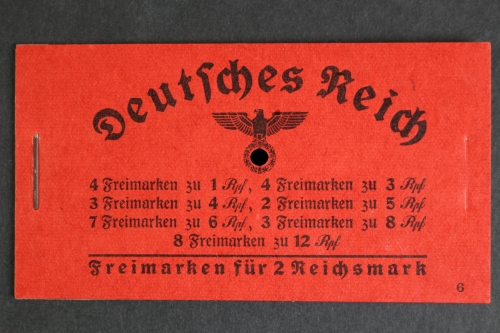 Deutsches Reich
4 Freimarken zu 1 Rpf, 4 Freimarken zu 3 Rpf
3 Freimarken zu 4 Rpf, 2 Freimarken zu 5 Rpf
7 Freimarken zu 6 Rpf, 3 Freimarken zu 8 Rpf
8 Freimarken zu 12 Rpf
Freimarken für 2 Reichsmark
6